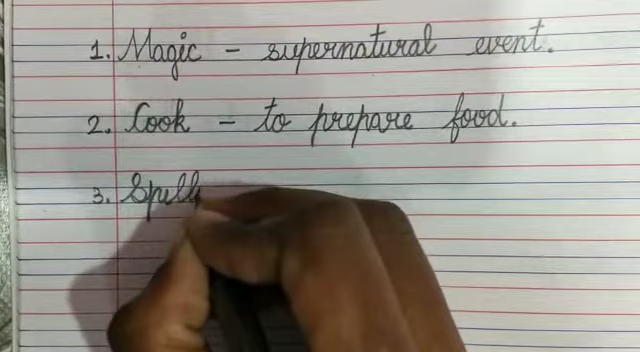 1. Magic - supernatural event.
2. Cook - to prepare food.
3. Spell